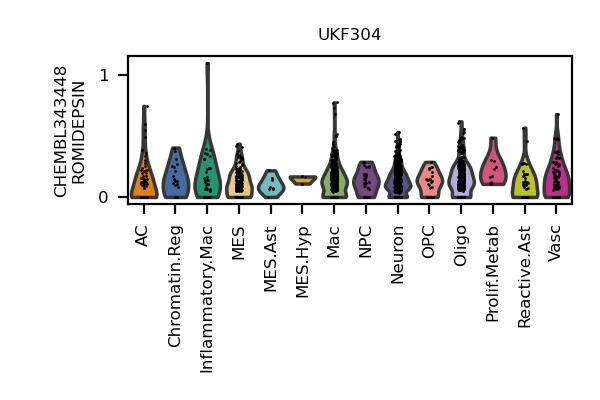 UKF304
CHEMBL343448
ROMIDEPSIN
1
0
AC
Chromatin.Reg
Inflammatory.Mac
MES
MES.Ast
MES.Hyp
Mac
NPC
Neuron
OPC
Oligo
Prolif.Metab
Reactive.Ast
Vasc